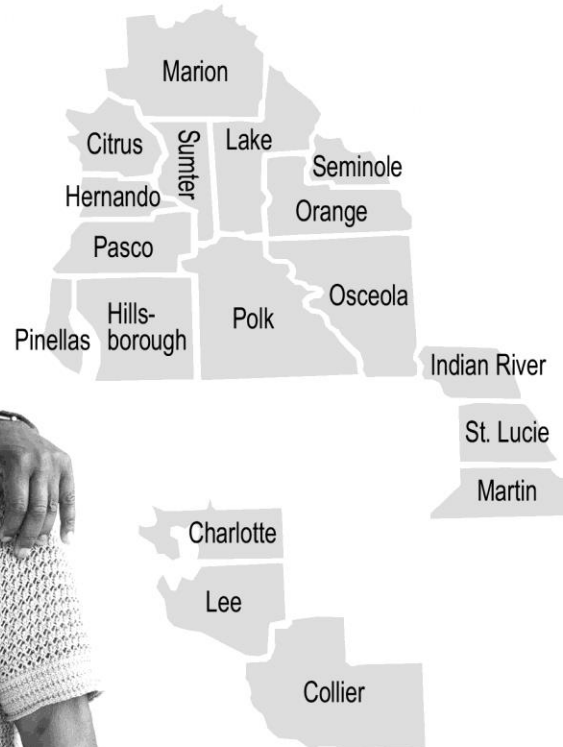 Marion
Citrus
Sumter
Lake
Seminole
Hernando
Orange
Pasco
Osceola
Pinellas
Hills-
borough
Polk
Indian River
St. Lucie
Martin
Charlotte
Lee
Collier